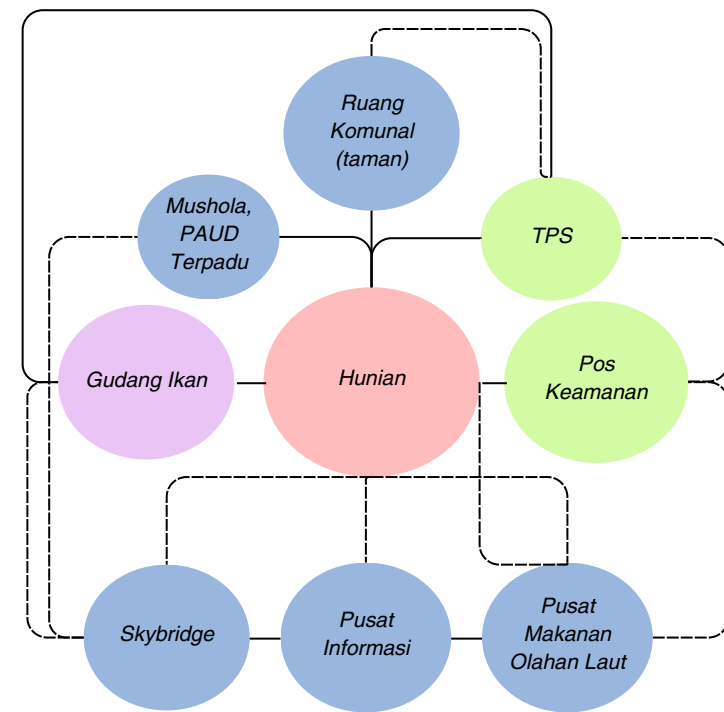 Ruang
Komunal
(taman)
Mushola,
PAUD
Terpadu
TPS
Gudang Ikan
Hunian
Pos
Keamanan
Skybridge
Pusat
Informasi
Pusat
Makanan
Olahan Laut